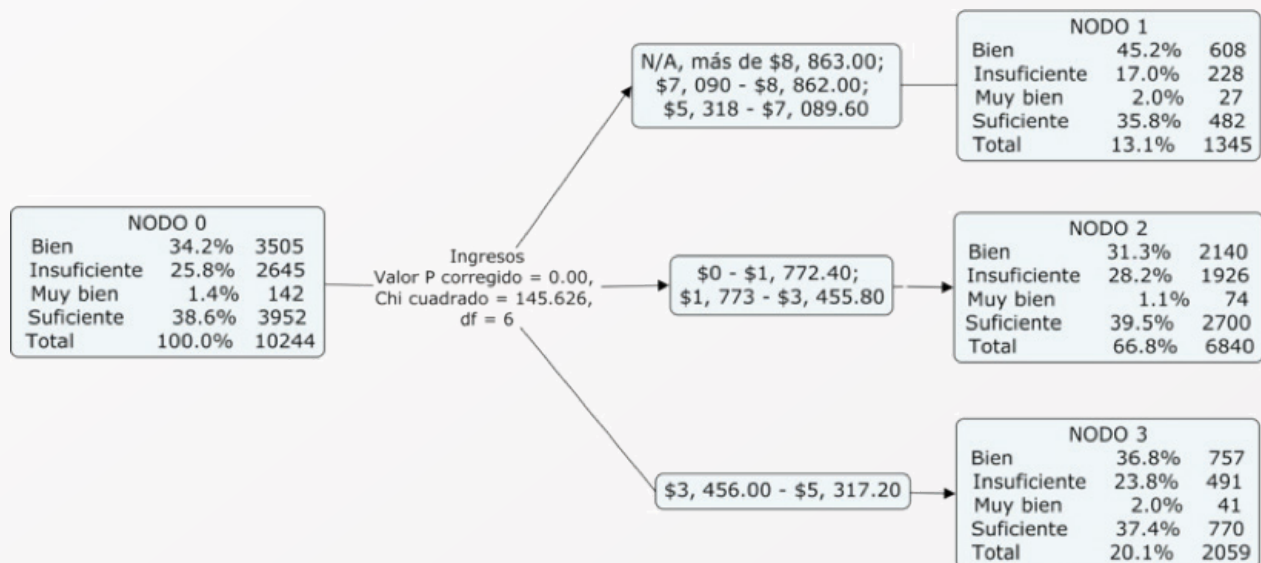 NODO 0
Bien 34.2% 3505
Insuficiente 25.8% 2645
Muy bien 1.4% 142
Suficiente 38.6% 3952
Total 100.0% 10244
Ingresos
Valor P corregido = 0.00,
Chi cuadrado = 145.626,
df = 6
N/A, más de $8, 863.00;
$7, 090 - $8, 862.00;
$5, 318 - $7, 089.60
NODO 1
Bien 45.2% 608
Insuficiente 17.0% 228
Muy bien 2.0% 27
Suficiente 35.8% 482
Total 13.1% 1345
$0 - $1, 772.40;
$1, 773 - $3, 455.80
NODO 2
Bien 31.3% 2140
Insuficiente 28.2% 1926
Muy bien 1.1% 74
Suficiente 39.5% 2700
Total 66.8% 6840
$3, 456.00 - $5, 317.20
NODO 3
Bien 36.8% 757
Insuficiente 23.8% 491
Muy bien 2.0% 41
Suficiente 37.4% 770
Total 20.1% 2059